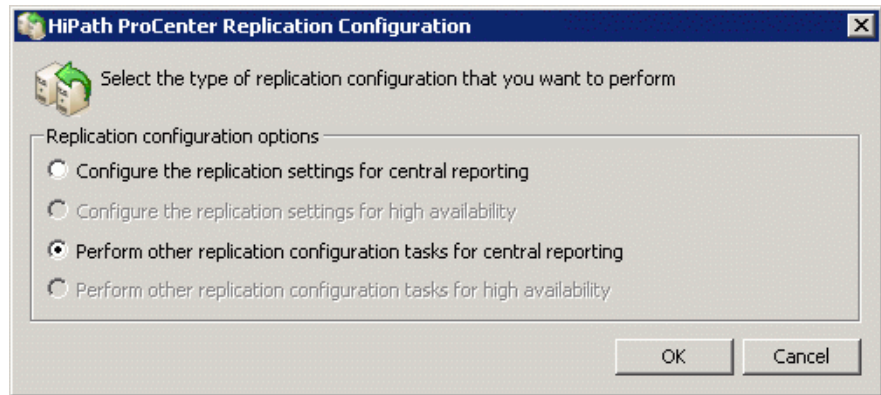 HiPath ProCenter Replication Configuration
Select the type of replication configuration that you want to perform
Replication configuration options
Configure the replication settings for central reporting
Configure the replication settings for high availability
Perform other replication configuration tasks for central reporting
Perform other replication configuration tasks for high availability
OK Cancel